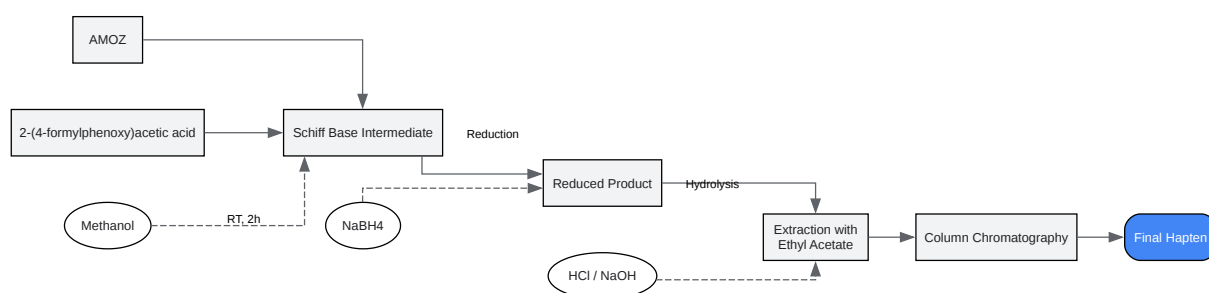 AMOZ
2-(4-formylphenoxy)acetic acid
Schiff Base Intermediate
Reduction
Methanol
RT, 2h
NaBH4
Reduced Product
Hydrolysis
HCl / NaOH
Extraction with
Ethyl Acetate
Column Chromatography
Final Hapten